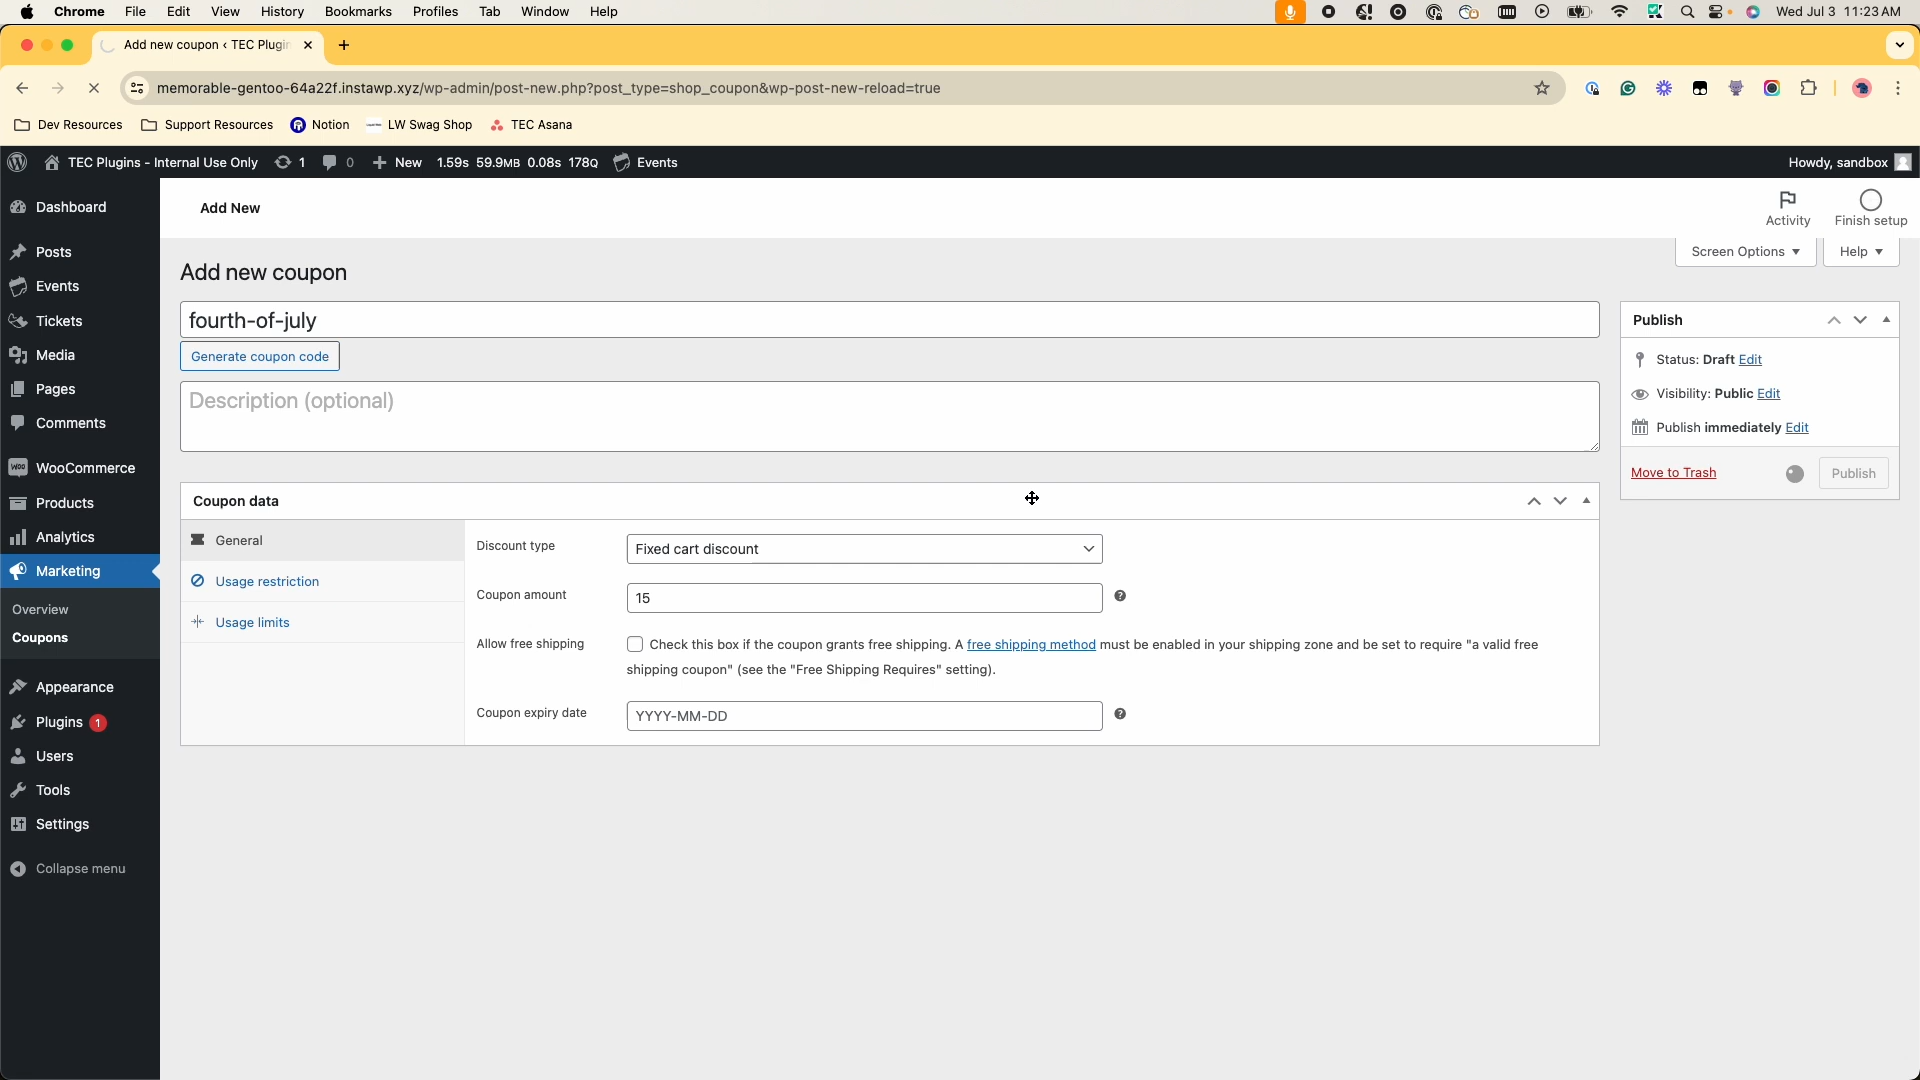 Chrome File Edit View History Bookmarks Profiles Tab Window Help Wed Jul 3 11:23 AM
Add new coupon ‹ TEC Plugin
memorable-gentoo-64a22f.instawp.xyz/wp-admin/post-new.php?post_type=shop_coupon&wp-post-new-reload=true
Dev Resources Support Resources Notion LW Swag Shop TEC Asana
TEC Plugins - Internal Use Only 1 0 New 1.59s 59.9MB 0.08s 178Q Events Howdy, sandbox
Dashboard
Posts
Events
Tickets
Media
Pages
Comments
WooCommerce
Products
Analytics
Marketing
Overview
Coupons
Appearance
Plugins 1
Users
Tools
Settings
Collapse menu
Add New
Activity
Finish setup
Screen Options
Help
Add new coupon
fourth-of-july
Generate coupon code
Description (optional)
Coupon data
General
Usage restriction
Usage limits
Discount type Fixed cart discount
Coupon amount 15
Allow free shipping Check this box if the coupon grants free shipping. A free shipping method must be enabled in your shipping zone and be set to require "a valid free
shipping coupon" (see the "Free Shipping Requires" setting).
Coupon expiry date YYYY-MM-DD
Publish
Status: Draft Edit
Visibility: Public Edit
Publish immediately Edit
Move to Trash Publish